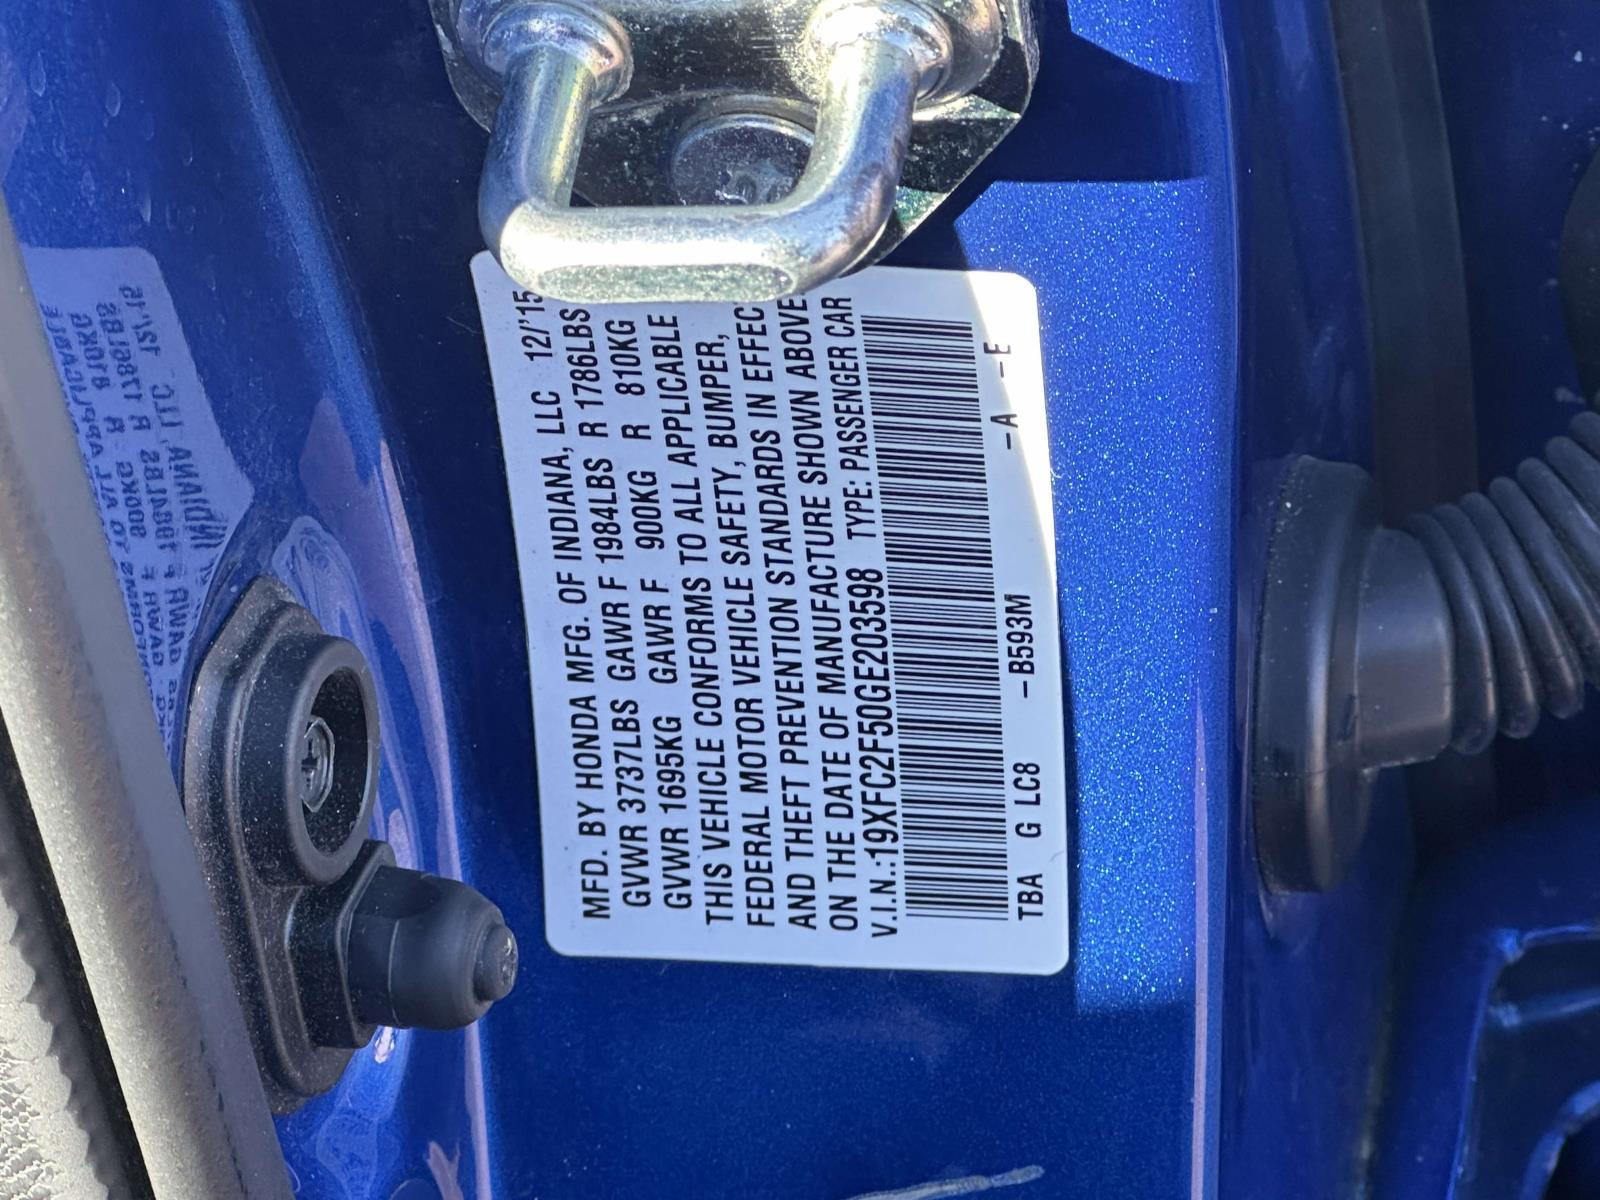 MFD. BY HONDA MFG. OF INDIANA, LLC 12/'15
GVWR 3737LBS GAWR F 1984LBS R 1786LBS
GVWR 1695KG GAWR F 900KG R 810KG
THIS VEHICLE CONFORMS TO ALL APPLICABLE
FEDERAL MOTOR VEHICLE SAFETY, BUMPER,
AND THEFT PREVENTION STANDARDS IN EFFEC
ON THE DATE OF MANUFACTURE SHOWN ABOVE.
V.I.N.:19XFC2F50GE203598 TYPE: PASSENGER CAR
TBA G LC8 –B593M –A –E